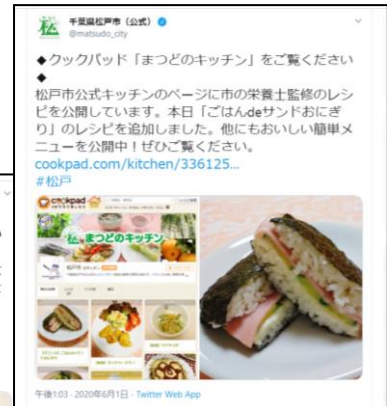 千葉県松戸市（公式）
@matsudo_city
◆クックパッド「まつどのキッチン」をご覧ください
◆
松戸市公式キッチンのページに市の栄養士監修のレシ
ピを公開しています。本日「ごはんdeサンドおにぎ
り」のレシピを追加しました。他にもおいしい簡単メ
ニューを公開中！ぜひご覧ください。
cookpad.com/kitchen/336125...
#松戸
cookpad
まつどのキッチン
午後1:03 · 2020年6月1日 · Twitter Web App